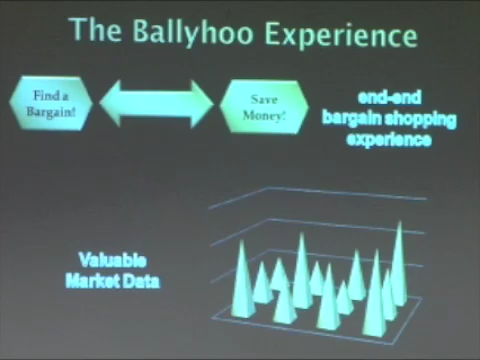 The Ballyhoo Experience
Find a
Bargain!
Save
Money!
end-end
bargain shopping
experience
Valuable
Market Data